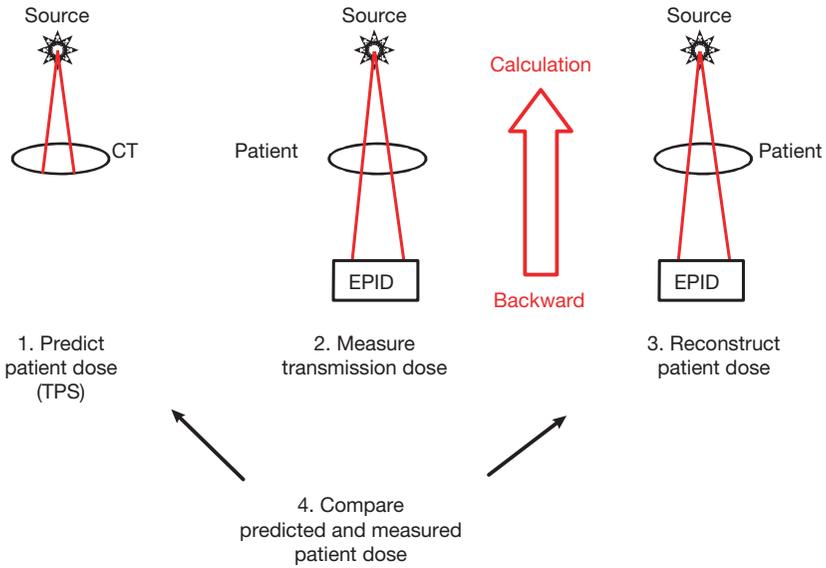 Source
CT
1. Predict
patient dose
(TPS)
Source
Patient
EPID
2. Measure
transmission dose
Calculation
Backward
Source
Patient
EPID
3. Reconstruct
patient dose
4. Compare
predicted and measured
patient dose